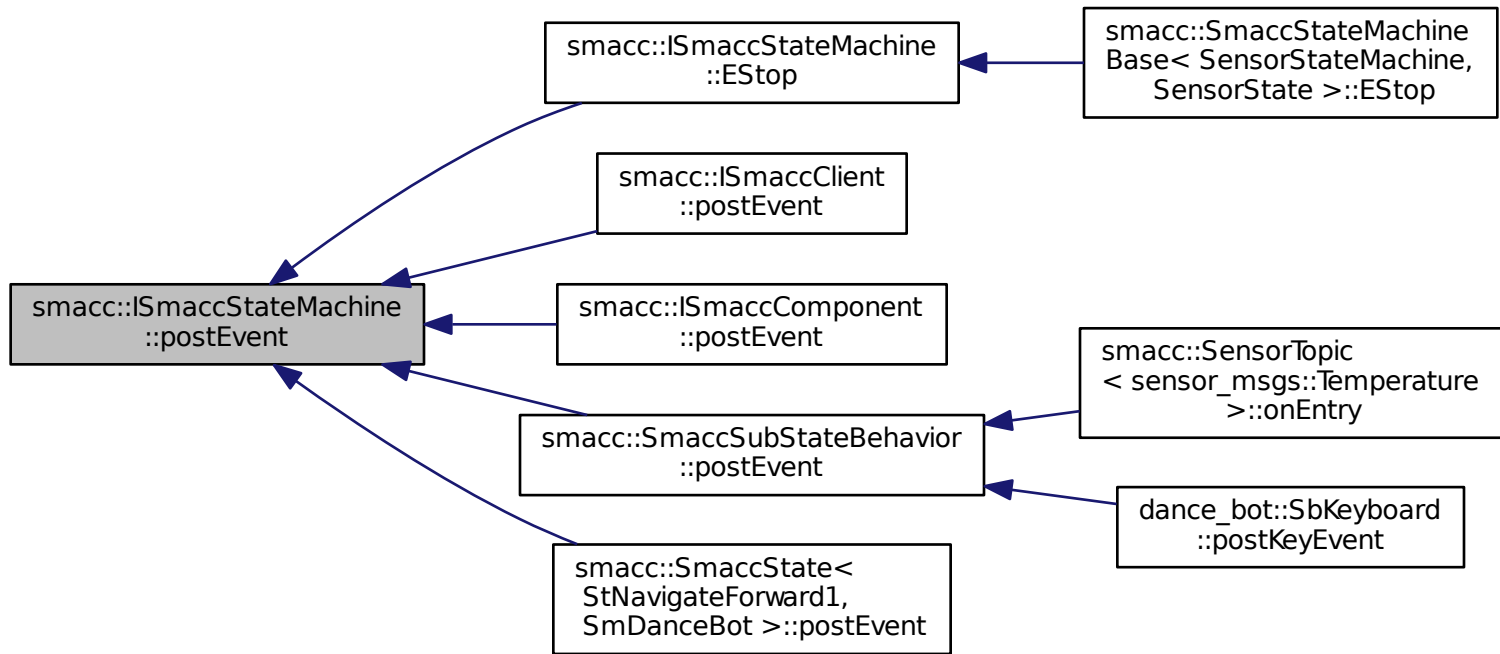 smacc::ISmaccStateMachine
::EStop
smacc::SmaccStateMachine
Base< SensorStateMachine,
SensorState >::EStop
smacc::ISmaccClient
::postEvent
smacc::ISmaccStateMachine
::postEvent
smacc::ISmaccComponent
::postEvent
smacc::SensorTopic
< sensor_msgs::Temperature
>::onEntry
smacc::SmaccSubStateBehavior
::postEvent
dance_bot::SbKeyboard
::postKeyEvent
smacc::SmaccState<
StNavigateForward1,
SmDanceBot >::postEvent